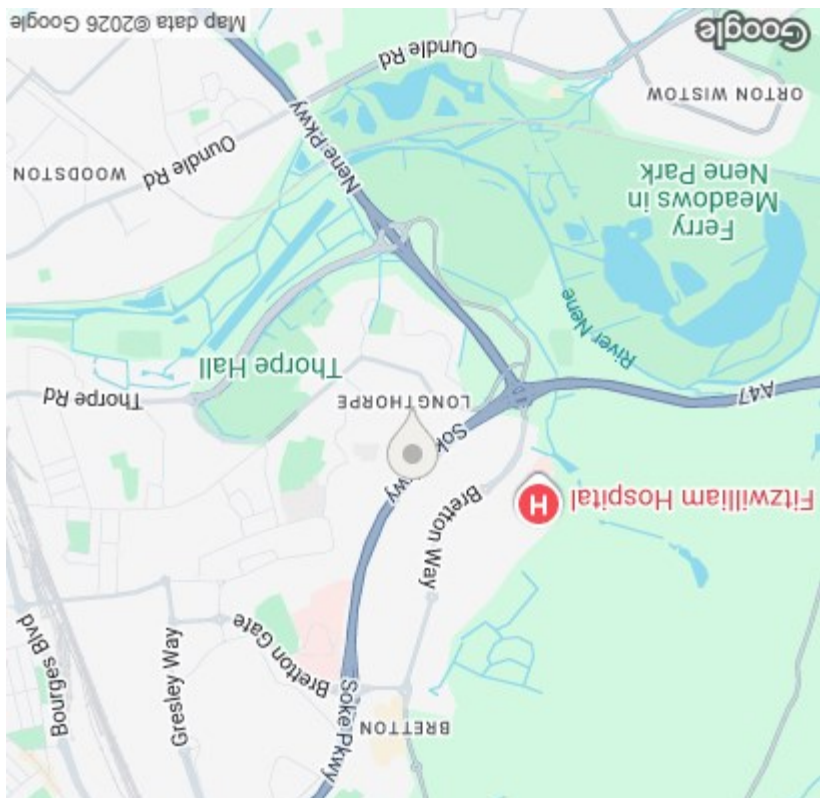 Soke Pkwy
BRETTON
Bretton Gate
Gresley Way
Bourges Blvd
Bretton Way
Fitzwilliam Hospital
H
Sok
wy
A47
LONGTHORPE
Thorpe Rd
Thorpe Hall
River Nene
Ferry
Meadows in
Nene Park
Nene Pkwy
WOODSTON
Oundle Rd
ORTON WISTOW
Oundle Rd
Google
Map data ©2026 Google